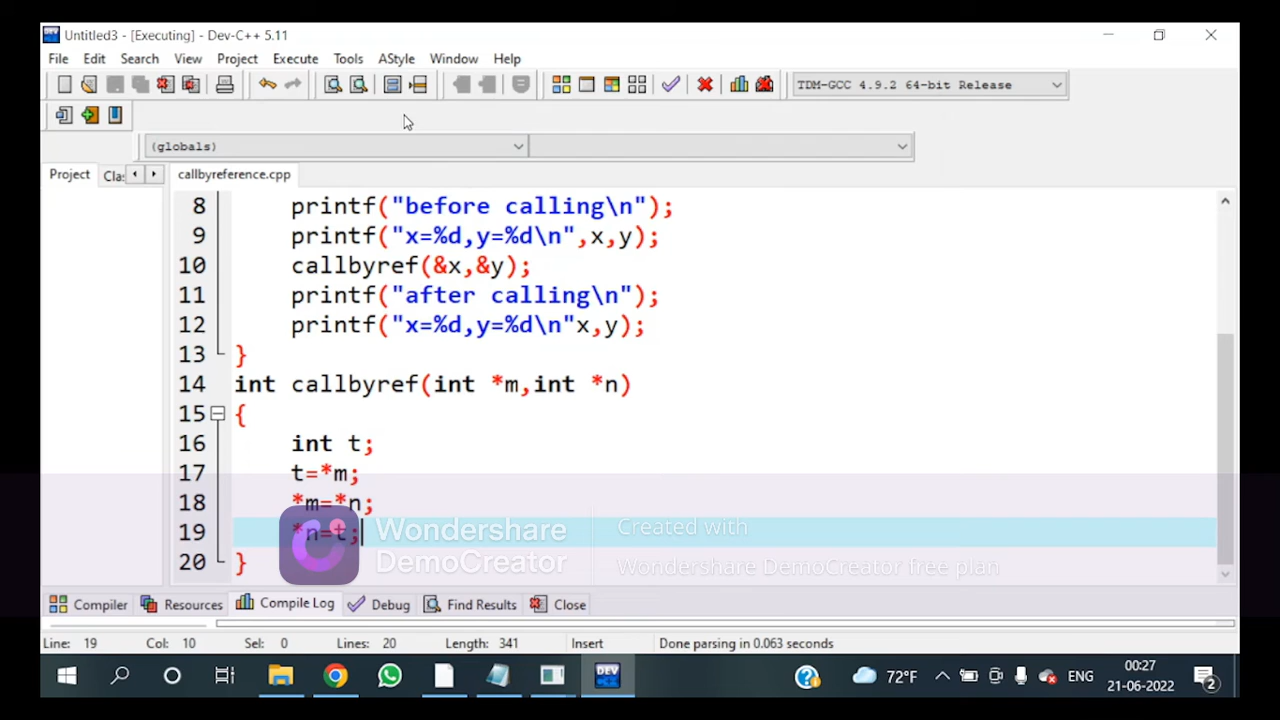 Untitled3 - [Executing] - Dev-C++ 5.11
File Edit Search View Project Execute Tools AStyle Window Help
TDM-GCC 4.9.2 64-bit Release
(globals)
Project Cla callbyreference.cpp
8 printf("before calling\n");
9 printf("x=%d,y=%d\n",x,y);
10 callbyref(&x,&y);
11 printf("after calling\n");
12 printf("x=%d,y=%d\n"x,y);
13 }
14 int callbyref(int *m,int *n)
15 {
16 int t;
17 t=*m;
18 *m=*n;
19 *n=t;
20 }
Wondershare DemoCreator
Created with
Wondershare DemoCreator free plan
Compiler Resources Compile Log Debug Find Results Close
Line: 19 Col: 10 Sel: 0 Lines: 20 Length: 341 Insert Done parsing in 0.063 seconds
DEV 72°F ENG 00:27
21-06-2022 2